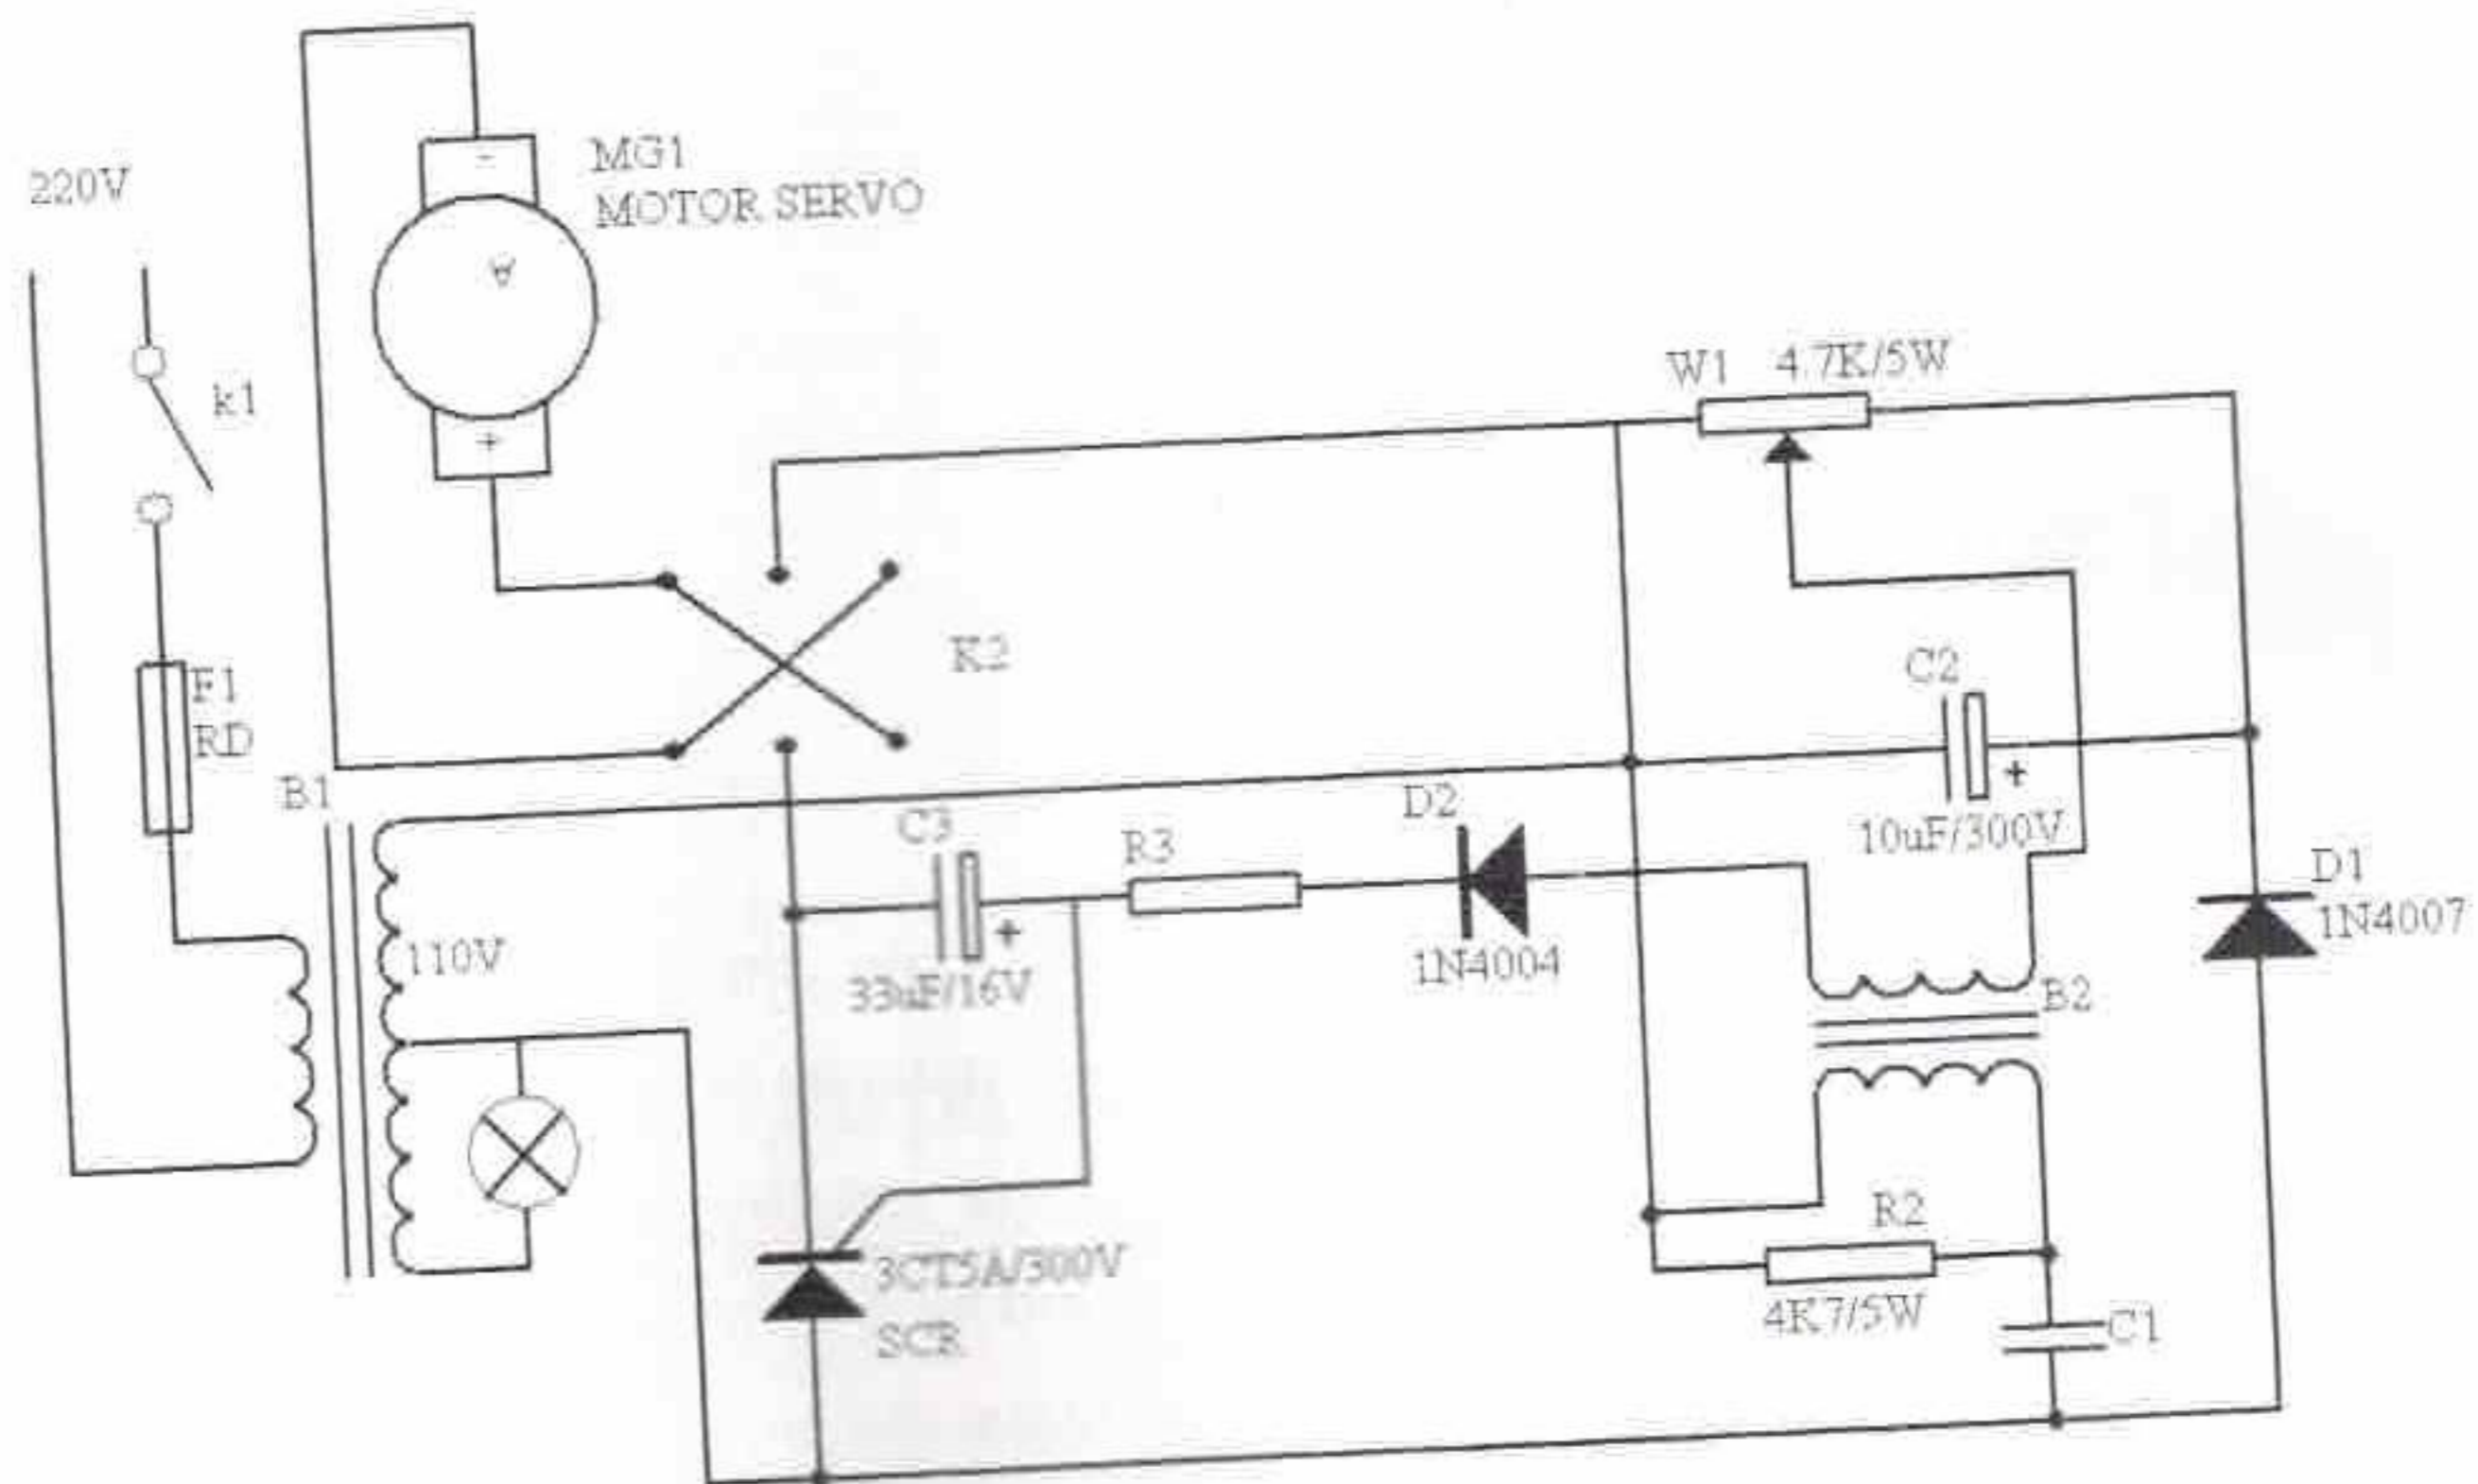 220V
MG1
MOTOR SERVO
-
A
k1
+
W1 4.7K/5W
K2
F1
RD
C2
+
10uF/300V
B1
C3
+
33uF/16V
R3
D2
1N4004
D1
1N4007
110V
B2
R2
4K7/5W
3CT5A/300V
SCR
C1